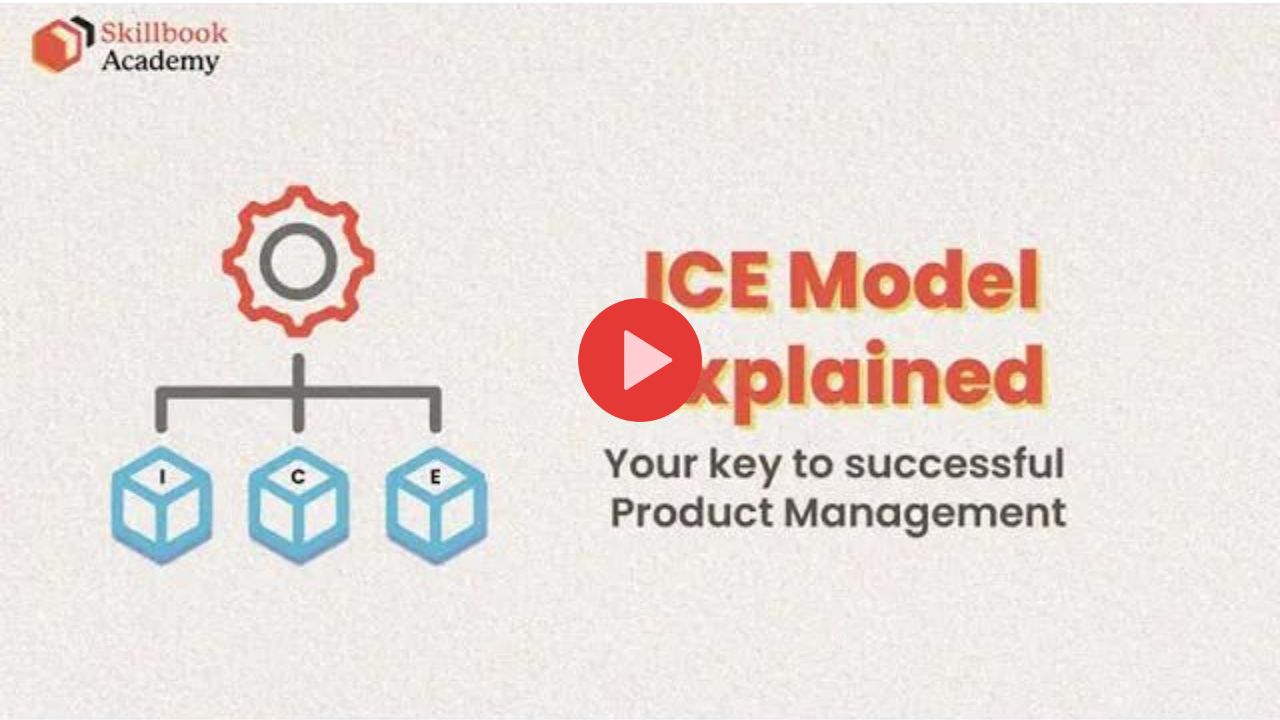 Skillbook
Academy
ICE Model
xplained
Your key to successful
Product Management
I
C
E